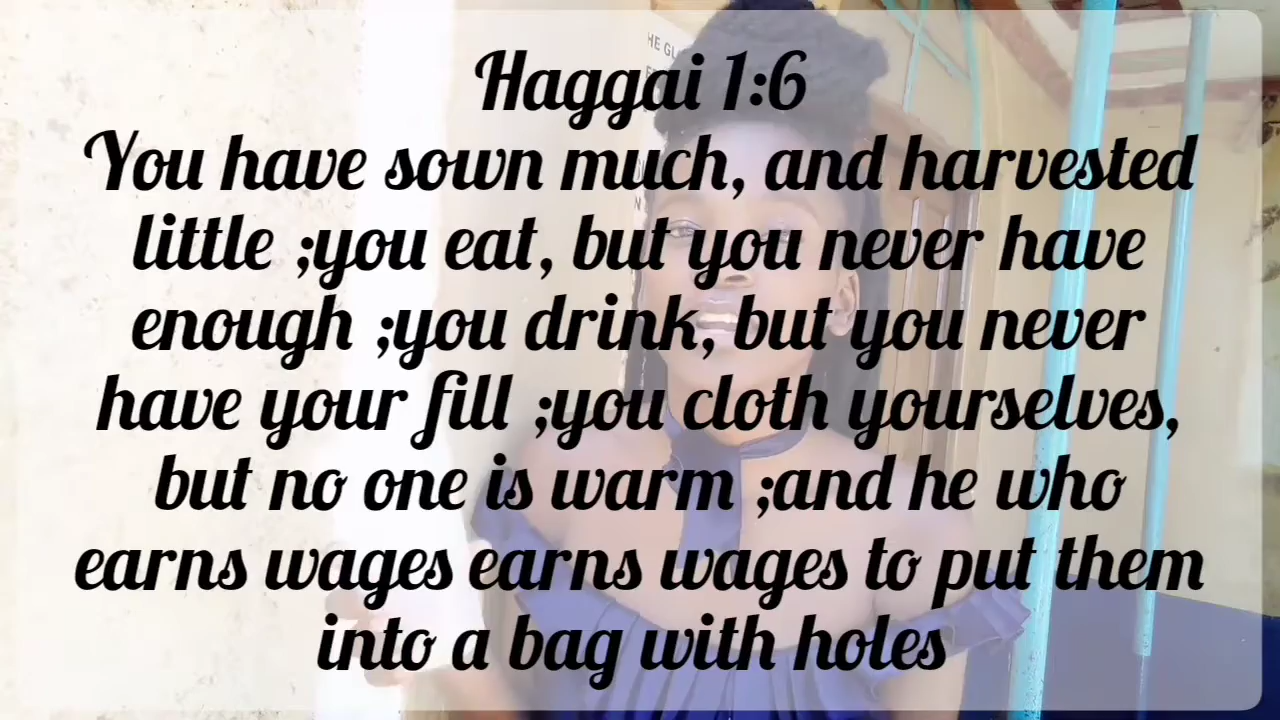 HE GL
Haggai 1:6
You have sown much, and harvested
little ;you eat, but you never have
enough ;you drink, but you never
have your fill ;you cloth yourselves,
but no one is warm ;and he who
earns wages earns wages to put them
into a bag with holes